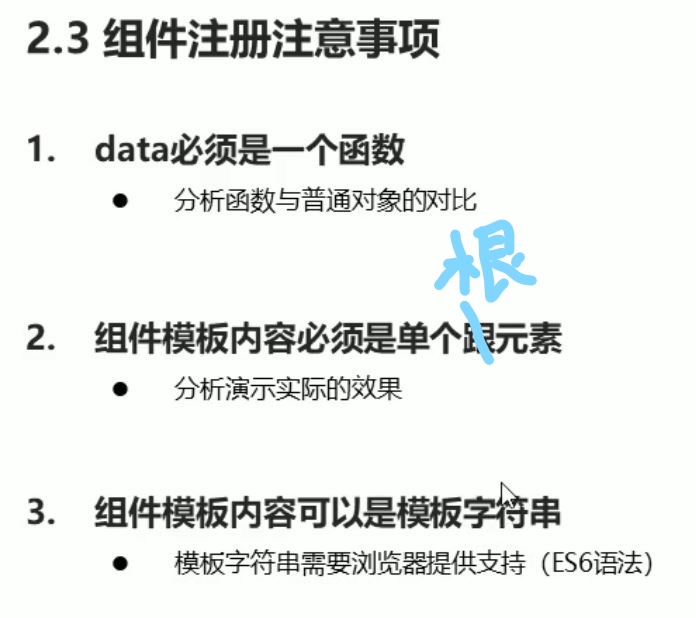 2.3 组件注册注意事项
1. data必须是一个函数
● 分析函数与普通对象的对比
根
2. 组件模板内容必须是单个跟元素
● 分析演示实际的效果
3. 组件模板内容可以是模板字符串
● 模板字符串需要浏览器提供支持（ES6语法）